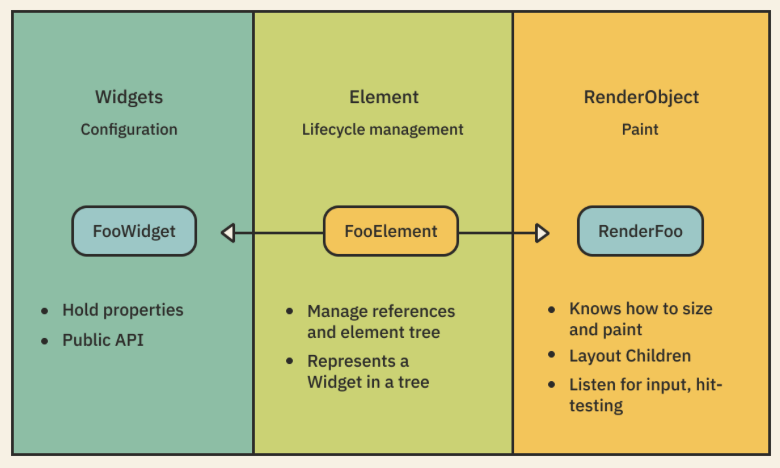 Widgets
Configuration
FooWidget
Hold properties
Public API
Element
Lifecycle management
FooElement
Manage references
and element tree
Represents a
Widget in a tree
RenderObject
Paint
RenderFoo
Knows how to size
and paint
Layout Children
Listen for input, hit-
testing